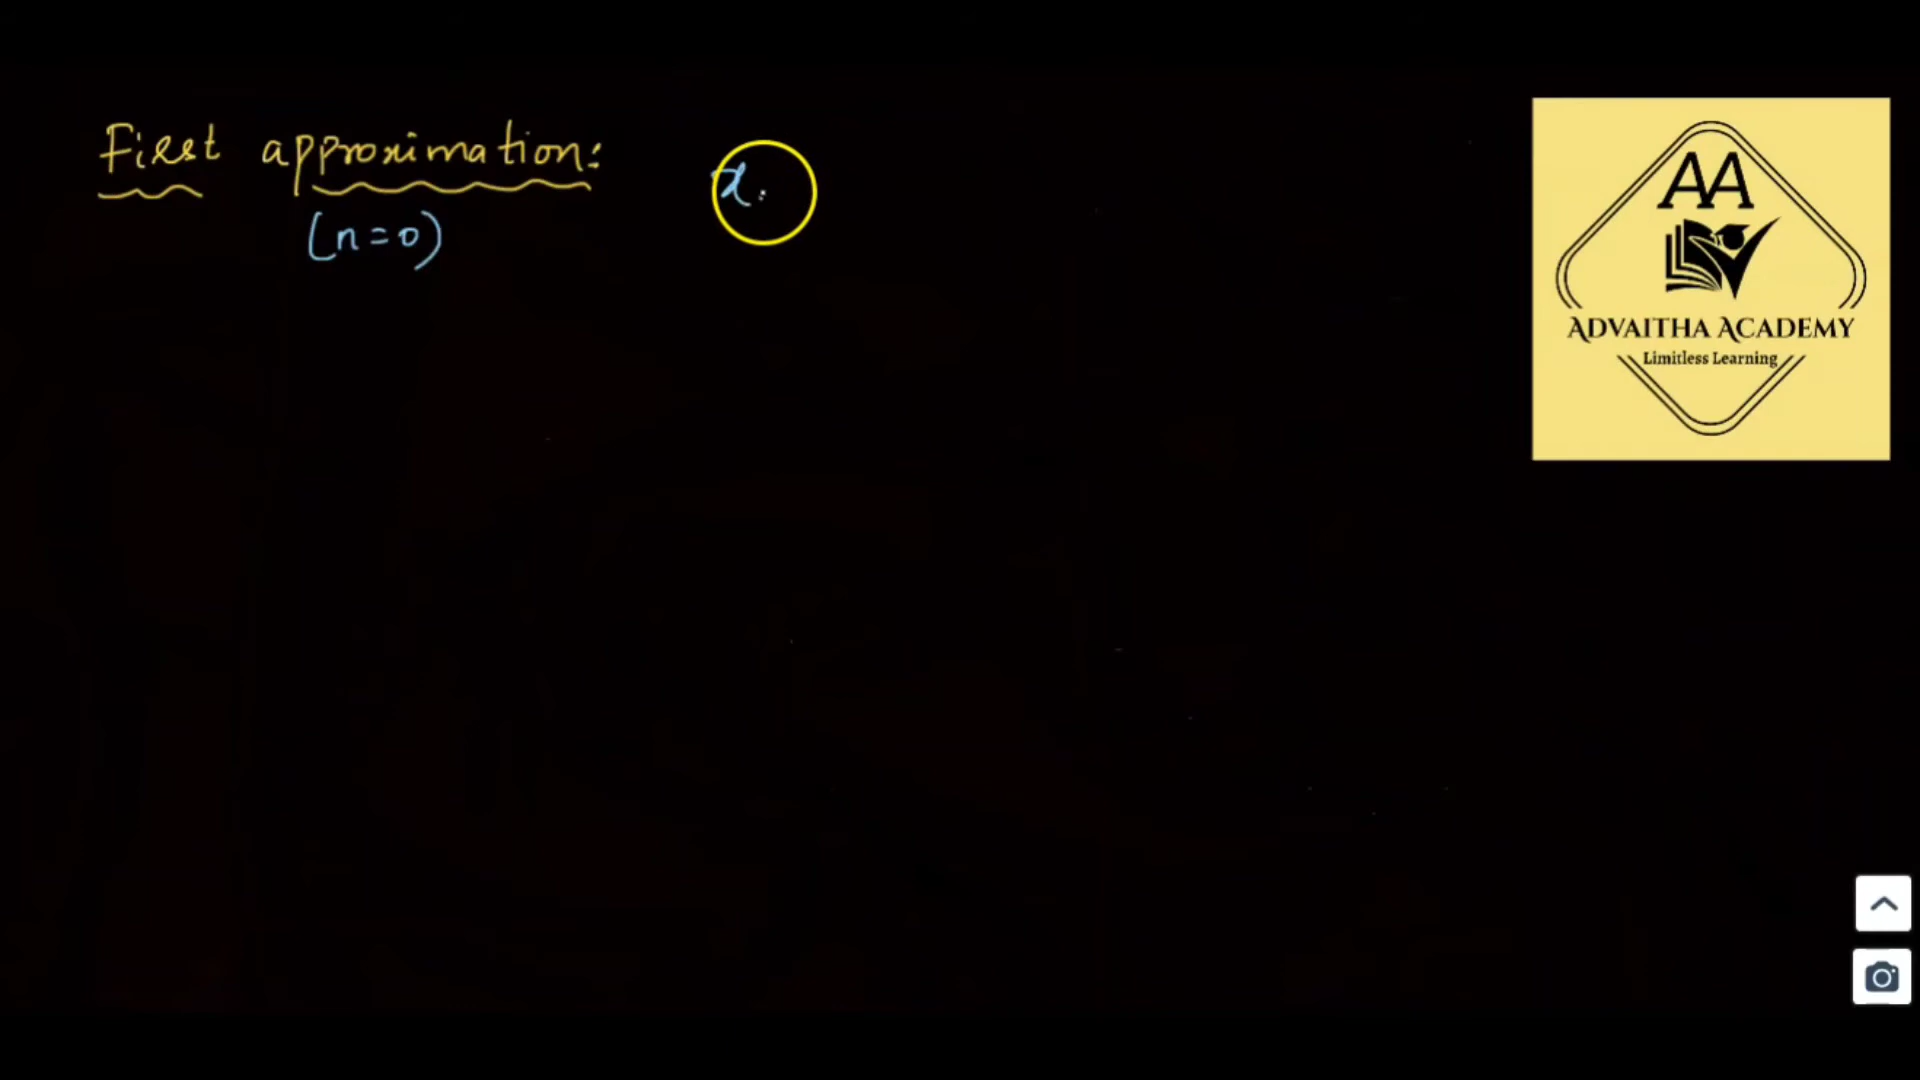 First approximation: x
(n=0)
AA
ADVAITHA ACADEMY
Limitless Learning